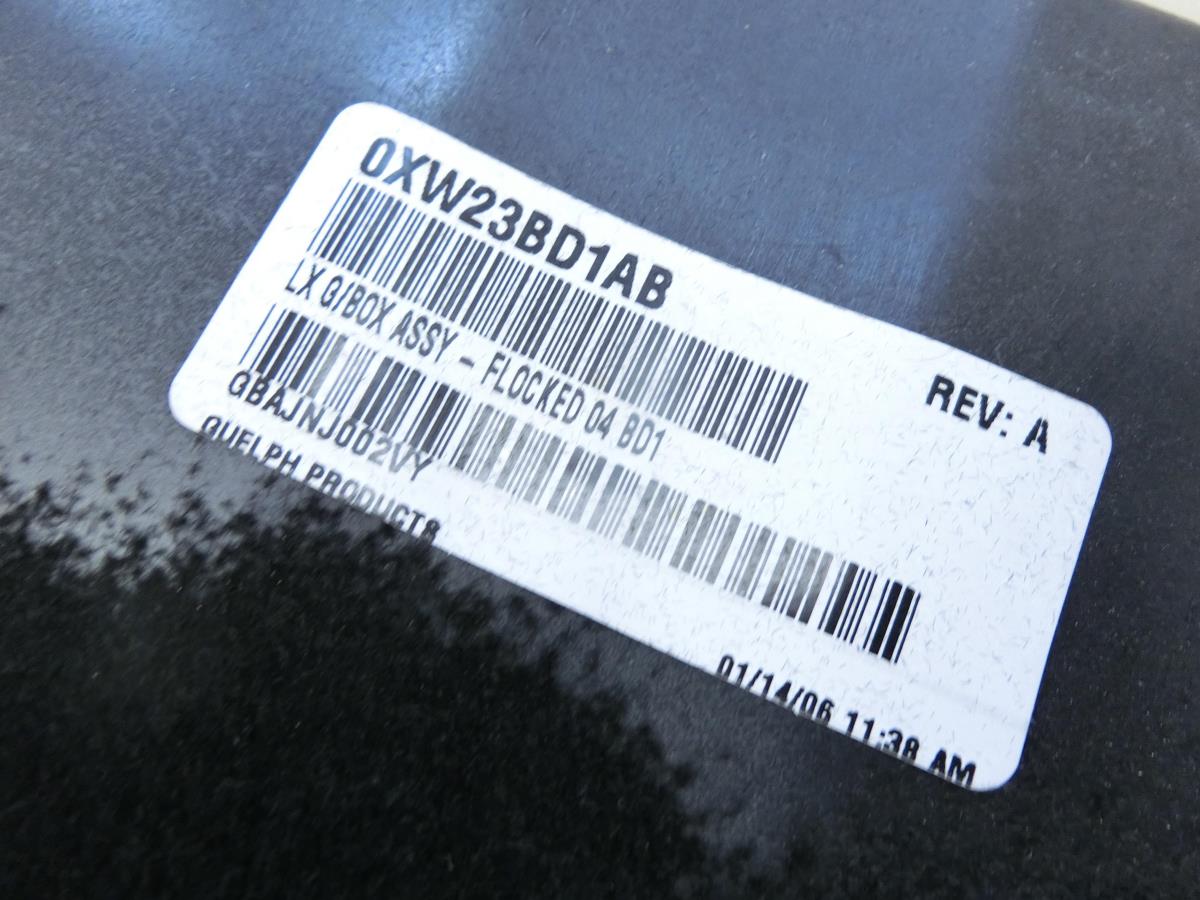 0XW23BD1AB
REV: A
LX G/BOX ASSY - FLOCKED 04 BD1
GBAJNJ002VY
GUELPH PRODUCTS
01/14/06 11:38 AM